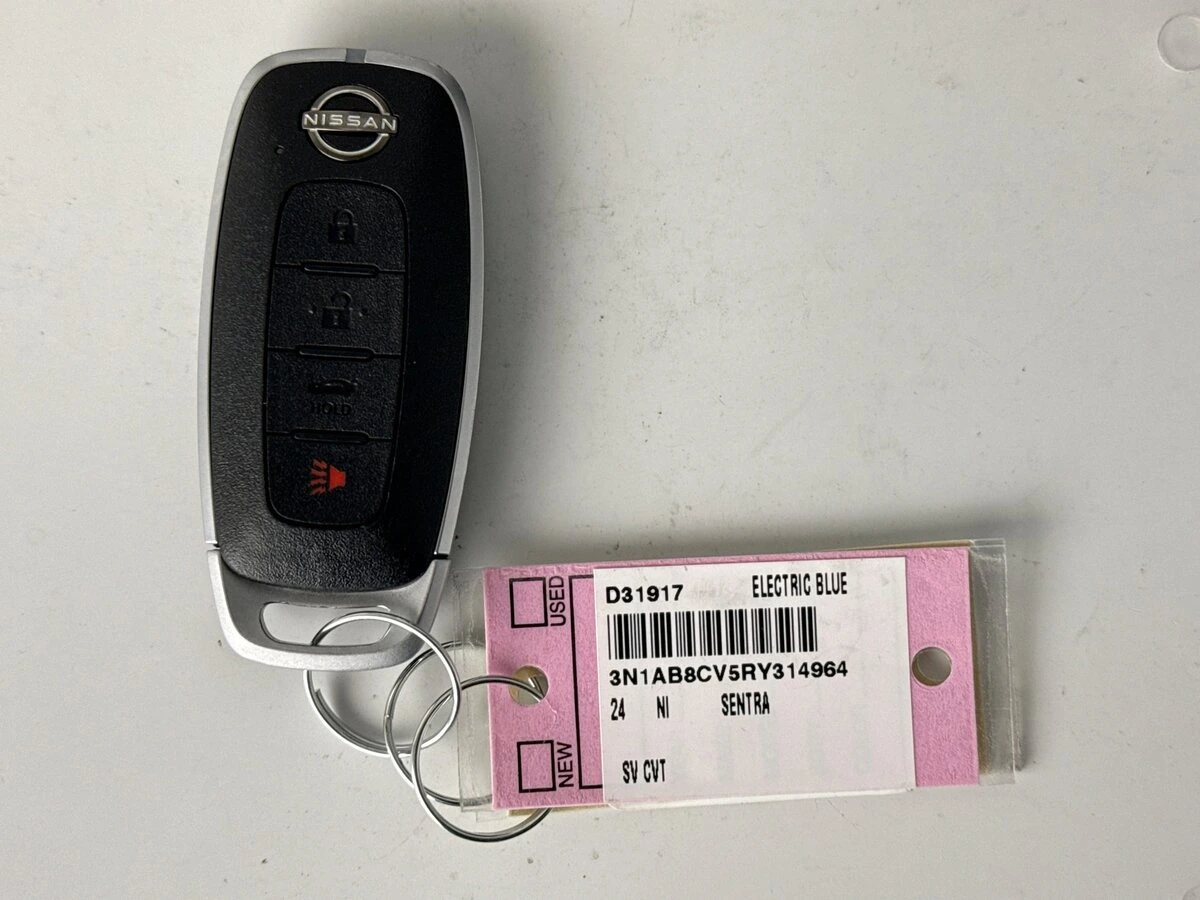 NISSAN
HOLD
USED
NEW
D31917 ELECTRIC BLUE
3N1AB8CV5RY314964
24 NI SENTRA
SV CVT